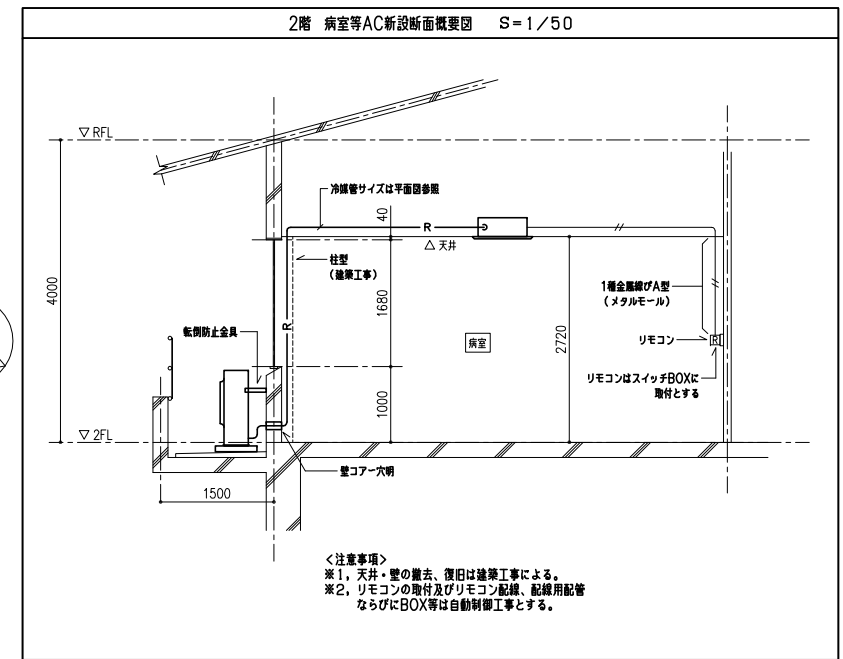 2階 病室等AC新設断面概要図 S=1/50
▽RFL
冷媒管サイズは平面図参照
40
R
△天井
柱型
(建築工事)
4000
1680
1種金属線ぴA型
(メタルモール)
転倒防止金具
R
病室
2720
リモコン
R
リモコンはスイッチBOXに
取付とする
1000
▽2FL
壁コアー穴明
1500
<注意事項>
※1, 天井・壁の撤去、復旧は建築工事による。
※2, リモコンの取付及びリモコン配線、配線用配管
ならびにBOX等は自動制御工事とする。